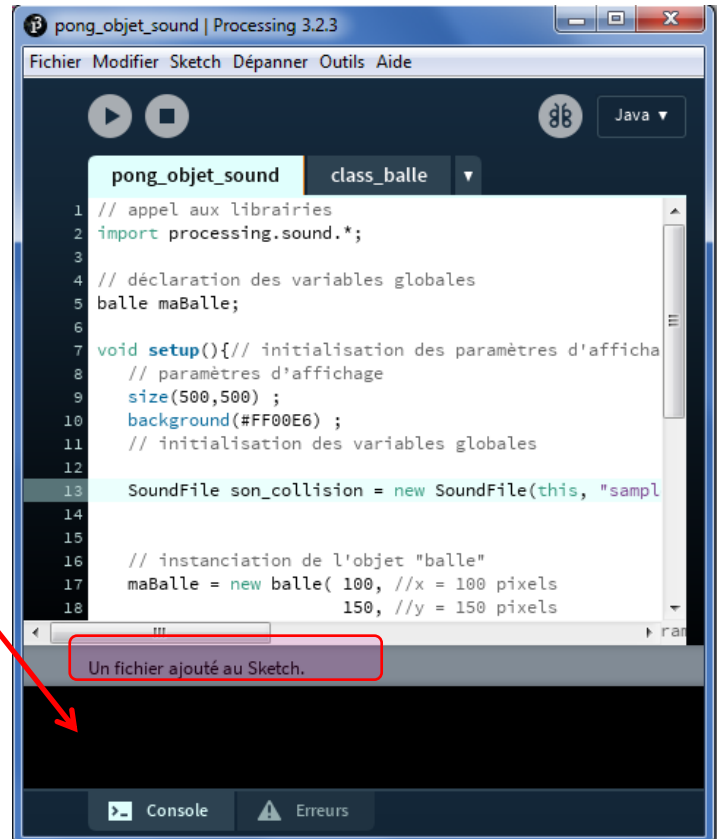 pong_objet_sound | Processing 3.2.3
Fichier Modifier Sketch Dépanner Outils Aide
Java ▼
pong_objet_sound class_balle ▼
1 // appel aux librairies
2 import processing.sound.*;
3
4 // déclaration des variables globales
5 balle maBalle;
6
7 void setup(){// initialisation des paramètres d'afficha
8 // paramètres d’affichage
9 size(500,500) ;
10 background(#FF00E6) ;
11 // initialisation des variables globales
12
13 SoundFile son_collision = new SoundFile(this, "sampl
14
15
16 // instanciation de l'objet "balle"
17 maBalle = new balle( 100, //x = 100 pixels
18 150, //y = 150 pixels
ran
Un fichier ajouté au Sketch.
Console Erreurs